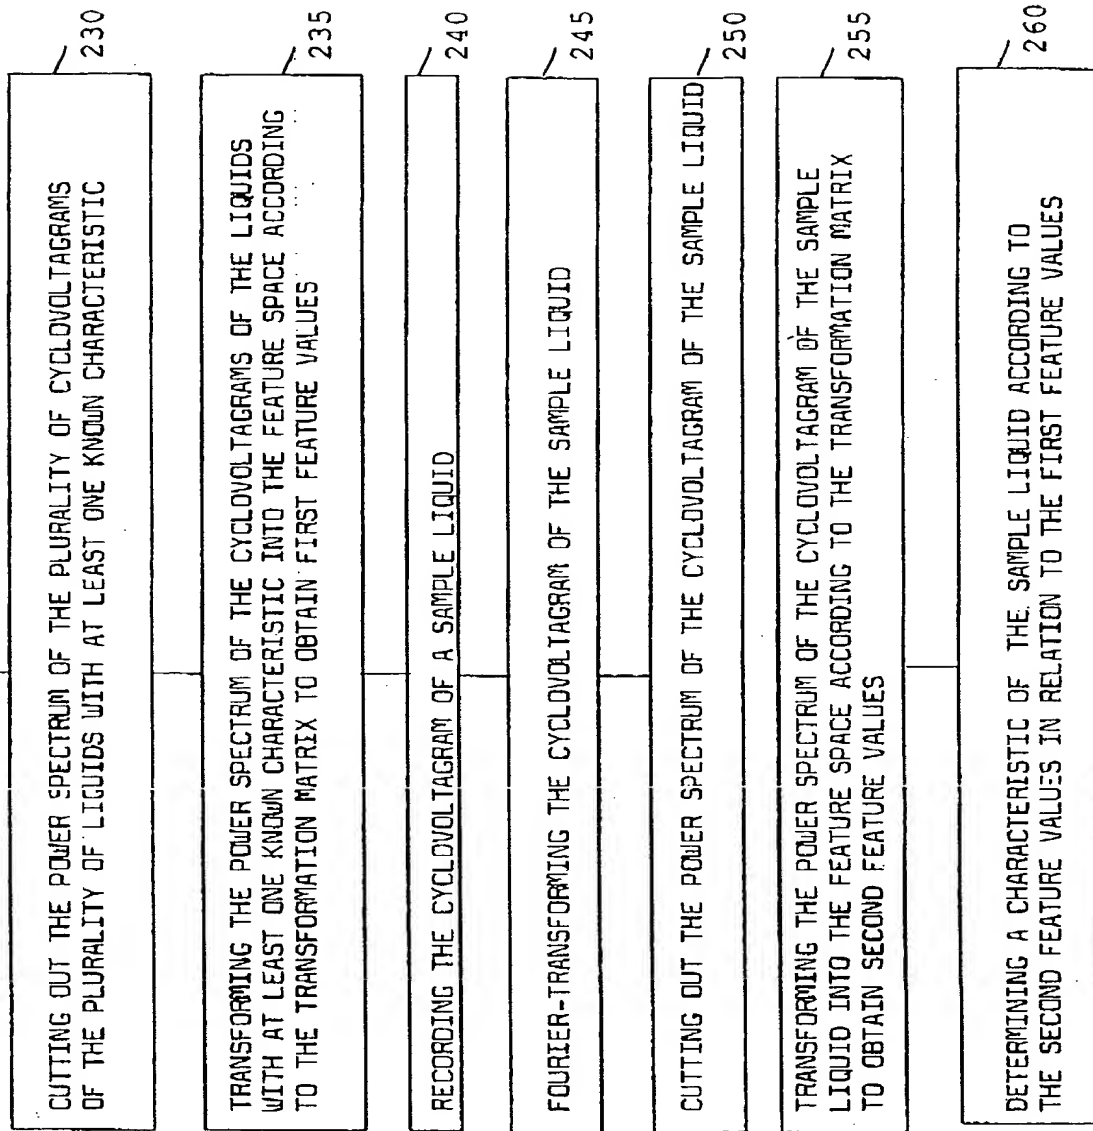 230
CUTTING OUT THE POWER SPECTRUM OF THE PLURALITY OF CYCLOVOLTAGRAMS
OF THE PLURALITY OF LIQUIDS WITH AT LEAST ONE KNOWN CHARACTERISTIC
235
TRANSFORMING THE POWER SPECTRUM OF THE CYCLOVOLTAGRAMS OF THE LIQUIDS
WITH AT LEAST ONE KNOWN CHARACTERISTIC INTO THE FEATURE SPACE ACCORDING
TO THE TRANSFORMATION MATRIX TO OBTAIN FIRST FEATURE VALUES
240
RECORDING THE CYCLOVOLTAGRAM OF A SAMPLE LIQUID
245
FOURIER-TRANSFORMING THE CYCLOVOLTAGRAM OF THE SAMPLE LIQUID
250
CUTTING OUT THE POWER SPECTRUM OF THE CYCLOVOLTAGRAM OF THE SAMPLE LIQUID
255
TRANSFORMING THE POWER SPECTRUM OF THE CYCLOVOLTAGRAM OF THE SAMPLE
LIQUID INTO THE FEATURE SPACE ACCORDING TO THE TRANSFORMATION MATRIX
TO OBTAIN SECOND FEATURE VALUES
260
DETERMINING A CHARACTERISTIC OF THE SAMPLE LIQUID ACCORDING TO
THE SECOND FEATURE VALUES IN RELATION TO THE FIRST FEATURE VALUES